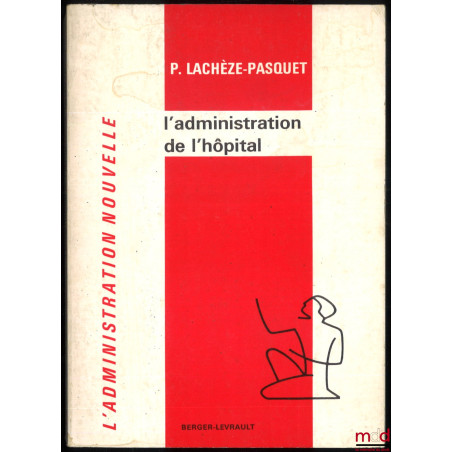 P. LACHÈZE-PASQUET
l'administration
de l'hôpital
L'ADMINISTRATION NOUVELLE
BERGER-LEVRAULT